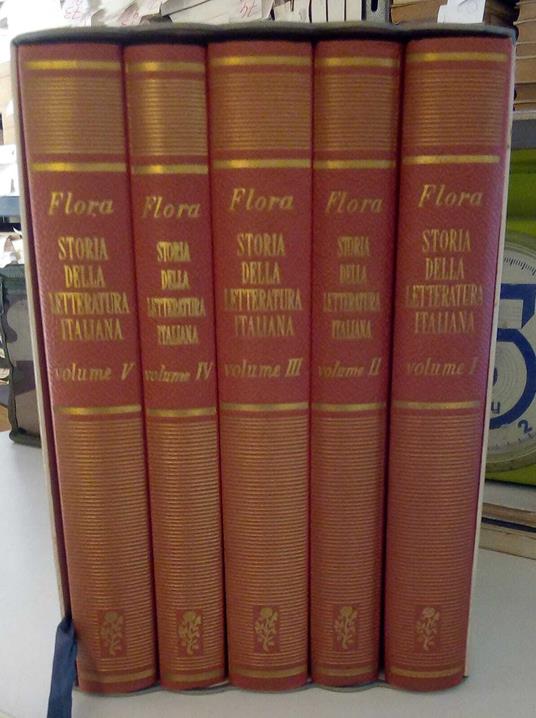 Flora
STORIA
DELLA
LETTERATURA
ITALIANA
volume V
Flora
STORIA
DELLA
LETTERATURA
ITALIANA
volume IV
Flora
STORIA
DELLA
LETTERATURA
ITALIANA
volume III
Flora
STORIA
DELLA
LETTERATURA
ITALIANA
volume II
Flora
STORIA
DELLA
LETTERATURA
ITALIANA
volume I